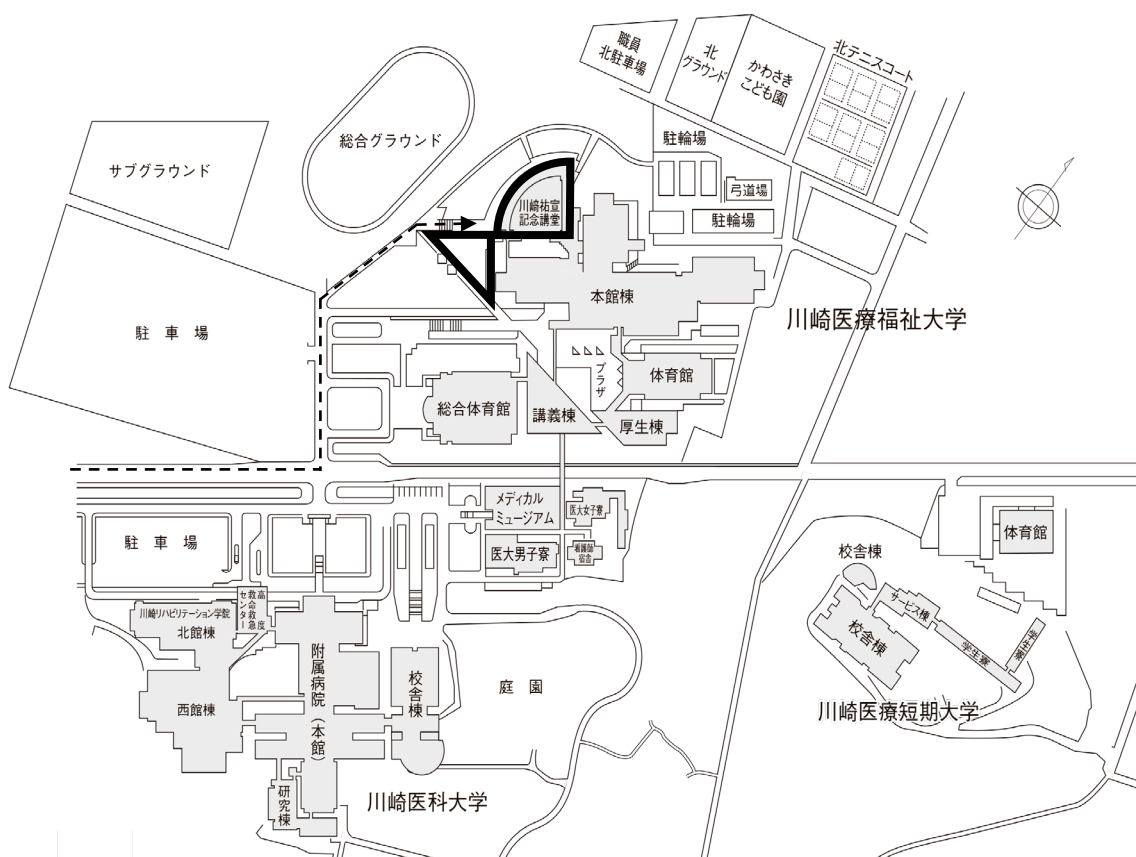 職員
北駐車場
北
グラウンド
かわさき
こども園
北テニスコート
総合グラウンド
サブグラウンド
駐輪場
弓道場
駐輪場
川﨑祐宣
記念講堂
本館棟
川崎医療福祉大学
駐　車　場
プラザ
体育館
総合体育館
講義棟
厚生棟
メディカル
ミュージアム
医大女子寮
医大男子寮
看護師
宿舎
駐　車　場
体育館
校舎棟
サービス棟
校舎棟
学生寮
学生寮
川崎医療短期大学
高度
救命救急
センター
川崎リハビリテーション学院
北館棟
附属病院（本館）
校舎棟
庭　園
西館棟
研究棟
川崎医科大学